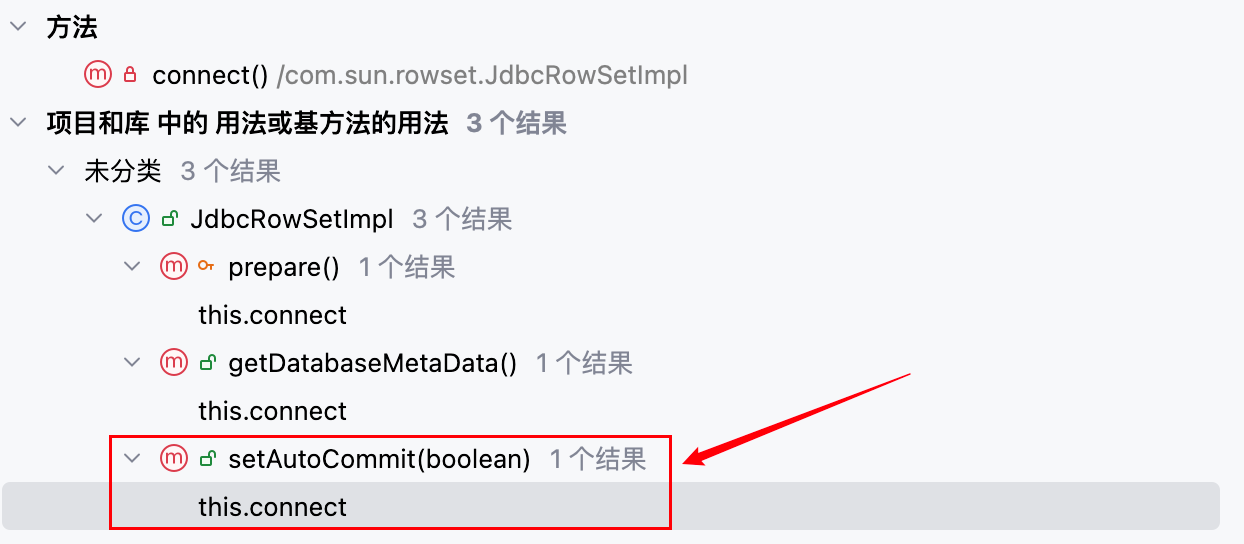 方法
connect() /com.sun.rowset.JdbcRowSetImpl
项目和库 中的 用法或基方法的用法 3 个结果
未分类 3 个结果
JdbcRowSetImpl 3 个结果
prepare() 1 个结果
this.connect
getDatabaseMetaData() 1 个结果
this.connect
setAutoCommit(boolean) 1 个结果
this.connect